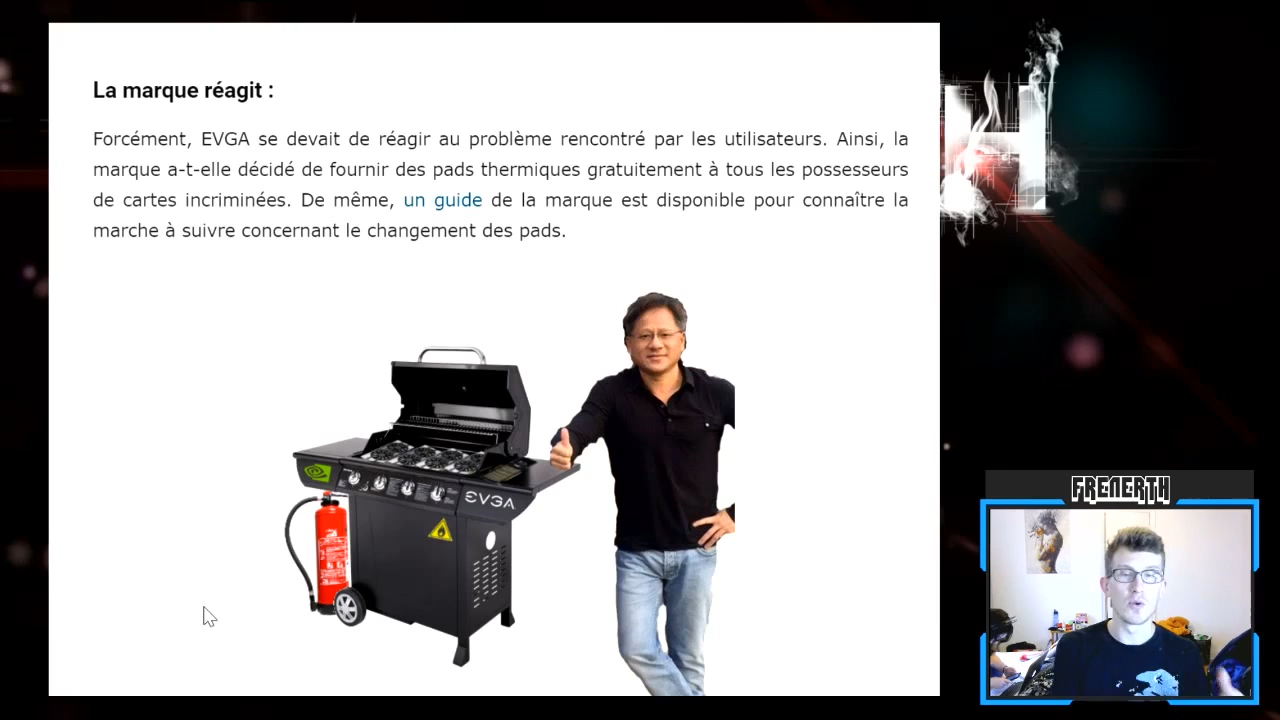 La marque réagit :
Forcément, EVGA se devait de réagir au problème rencontré par les utilisateurs. Ainsi, la
marque a-t-elle décidé de fournir des pads thermiques gratuitement à tous les possesseurs
de cartes incriminées. De même, un guide de la marque est disponible pour connaître la
marche à suivre concernant le changement des pads.
EVGA
FRENERTH